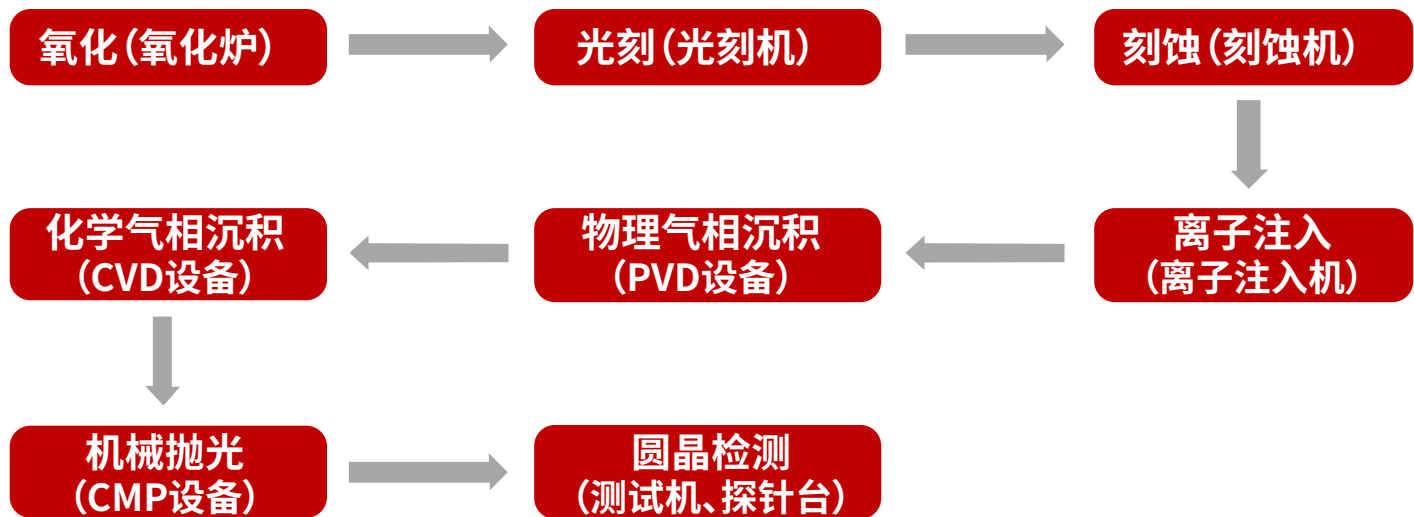 氧化（氧化炉）
光刻（光刻机）
刻蚀（刻蚀机）
离子注入
（离子注入机）
物理气相沉积
（PVD设备）
化学气相沉积
（CVD设备）
机械抛光
（CMP设备）
圆晶检测
（测试机、探针台）